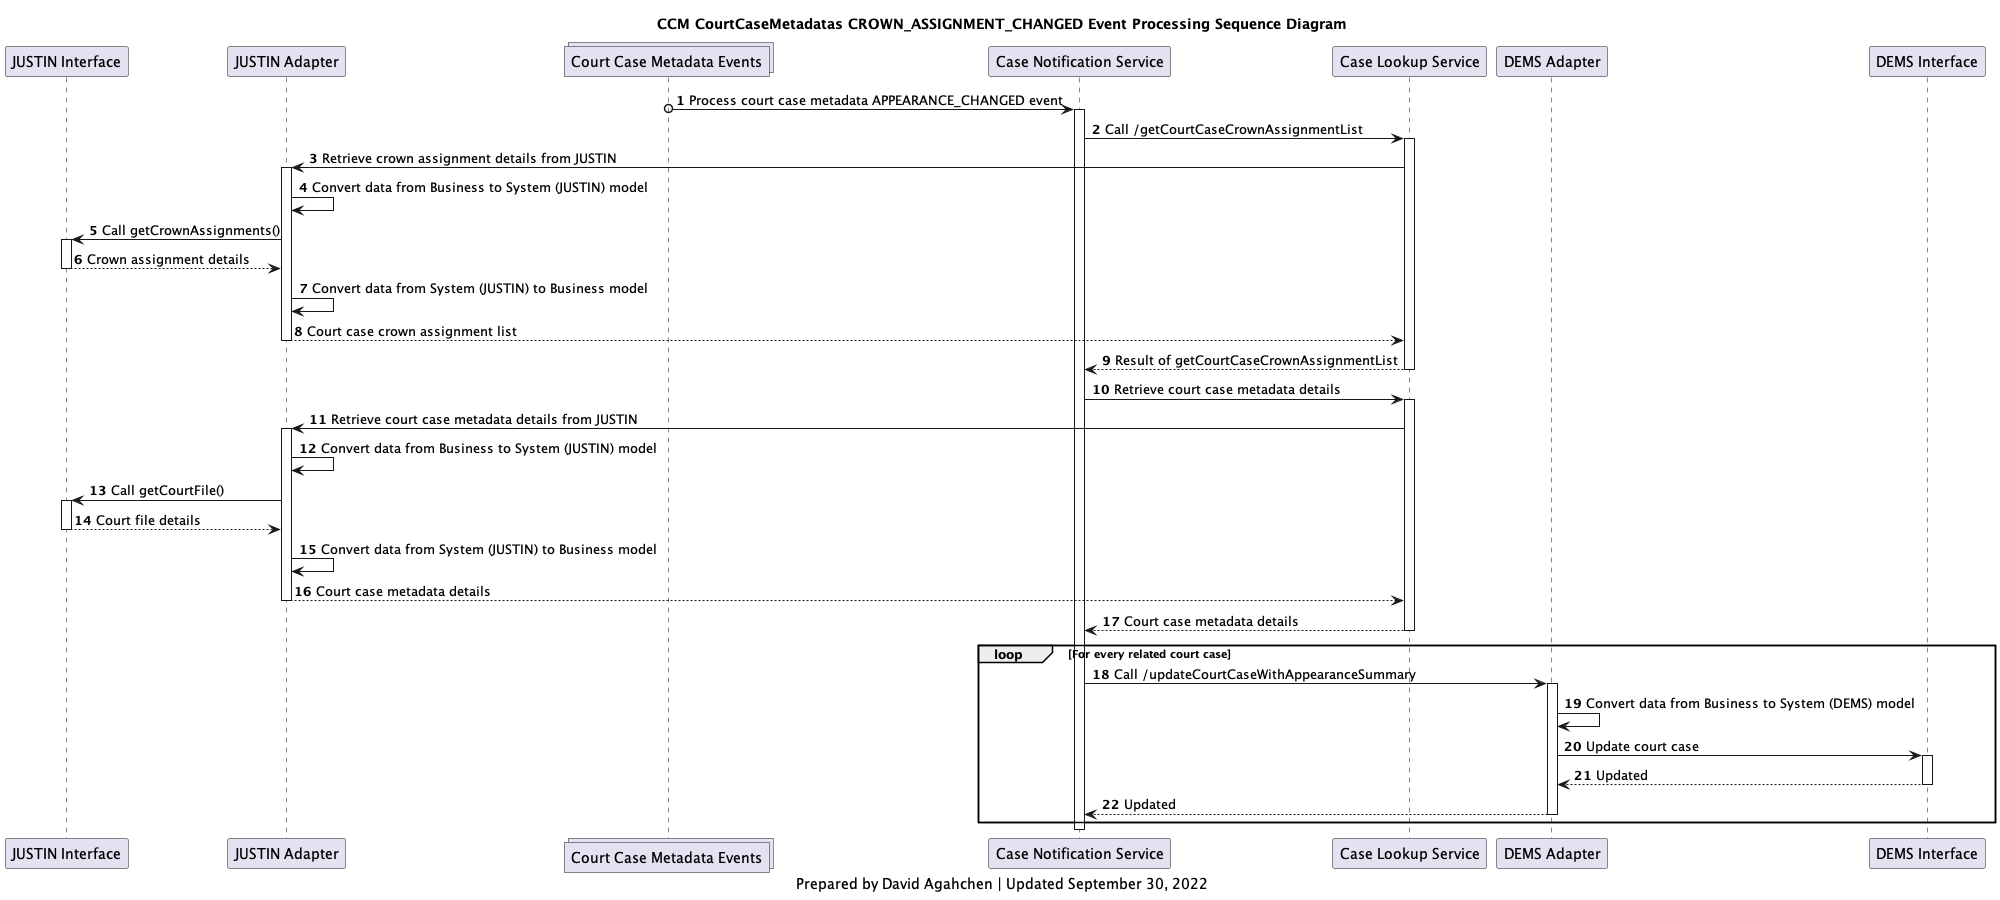 CCM CourtCaseMetadatas CROWN_ASSIGNMENT_CHANGED Event Processing Sequence Diagram
JUSTIN Interface
JUSTIN Adapter
Court Case Metadata Events
Case Notification Service
Case Lookup Service
DEMS Adapter
DEMS Interface
1 Process court case metadata APPEARANCE_CHANGED event
2 Call /getCourtCaseCrownAssignmentList
3 Retrieve crown assignment details from JUSTIN
4 Convert data from Business to System (JUSTIN) model
5 Call getCrownAssignments()
6 Crown assignment details
7 Convert data from System (JUSTIN) to Business model
8 Court case crown assignment list
9 Result of getCourtCaseCrownAssignmentList
10 Retrieve court case metadata details
11 Retrieve court case metadata details from JUSTIN
12 Convert data from Business to System (JUSTIN) model
13 Call getCourtFile()
14 Court file details
15 Convert data from System (JUSTIN) to Business model
16 Court case metadata details
17 Court case metadata details
loop [For every related court case]
18 Call /updateCourtCaseWithAppearanceSummary
19 Convert data from Business to System (DEMS) model
20 Update court case
21 Updated
22 Updated
JUSTIN Interface
JUSTIN Adapter
Court Case Metadata Events
Case Notification Service
Case Lookup Service
DEMS Adapter
DEMS Interface
Prepared by David Agahchen | Updated September 30, 2022